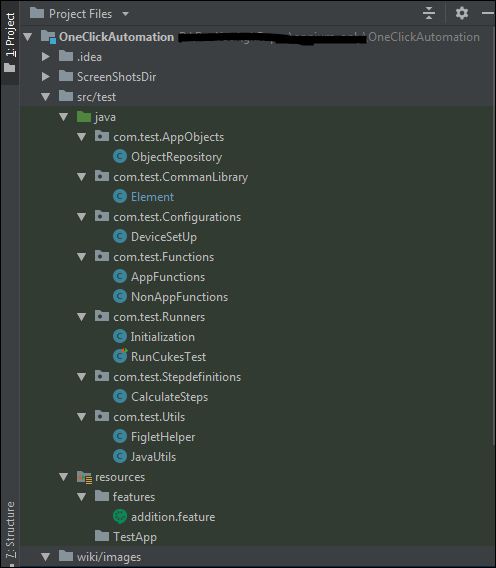 Project Files
1: Project
OneClickAutomation OneClickAutomation
.idea
ScreenShotsDir
src/test
java
com.test.AppObjects
ObjectRepository
com.test.CommanLibrary
Element
com.test.Configurations
DeviceSetUp
com.test.Functions
AppFunctions
NonAppFunctions
com.test.Runners
Initialization
RunCukesTest
com.test.Stepdefinitions
CalculateSteps
com.test.Utils
FigletHelper
JavaUtils
resources
features
addition.feature
TestApp
wiki/images
Z: Structure